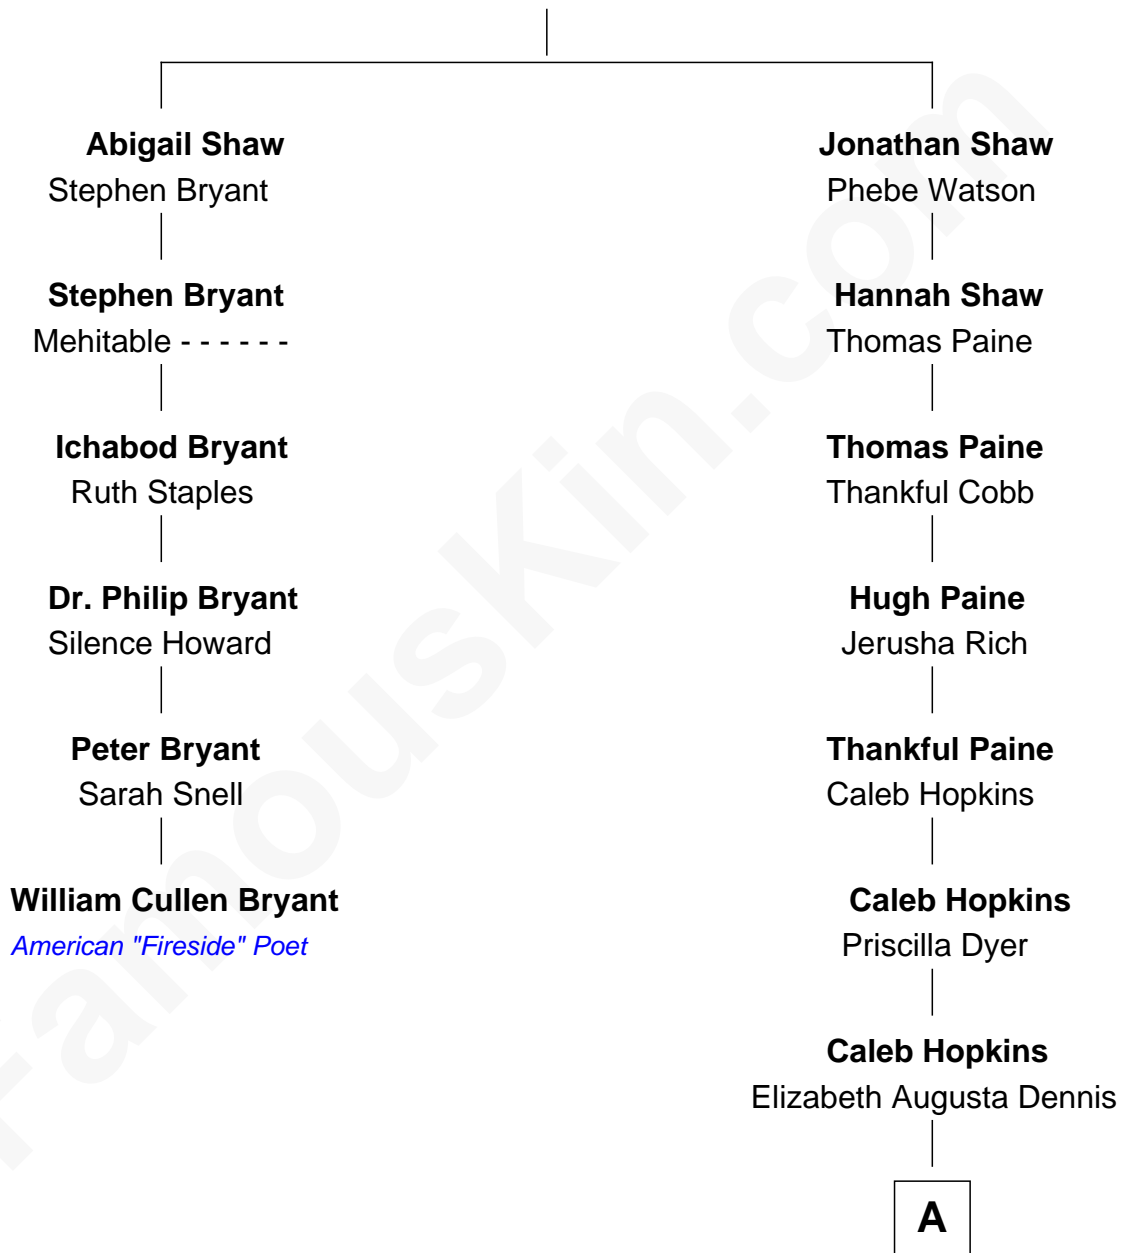 Abigail Shaw
Stephen Bryant
Stephen Bryant
Mehitable - - - - - -
Ichabod Bryant
Ruth Staples
Dr. Philip Bryant
Silence Howard
Peter Bryant
Sarah Snell
William Cullen Bryant
American "Fireside" Poet
Jonathan Shaw
Phebe Watson
Hannah Shaw
Thomas Paine
Thomas Paine
Thankful Cobb
Hugh Paine
Jerusha Rich
Thankful Paine
Caleb Hopkins
Caleb Hopkins
Priscilla Dyer
Caleb Hopkins
Elizabeth Augusta Dennis
A
FamousKin.com